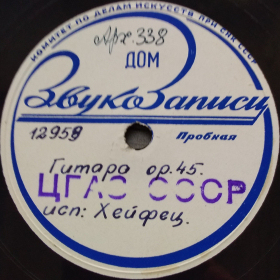 КОМИТЕТ ПО ДЕЛАМ ИСКУССТВ ПРИ СНК СССР
Арх. 338
ДОМ
ЗвукоЗаписи
12959 Пробная
Гитара ор. 45.
ЦГАЗ СССР
исп: Хейфец.